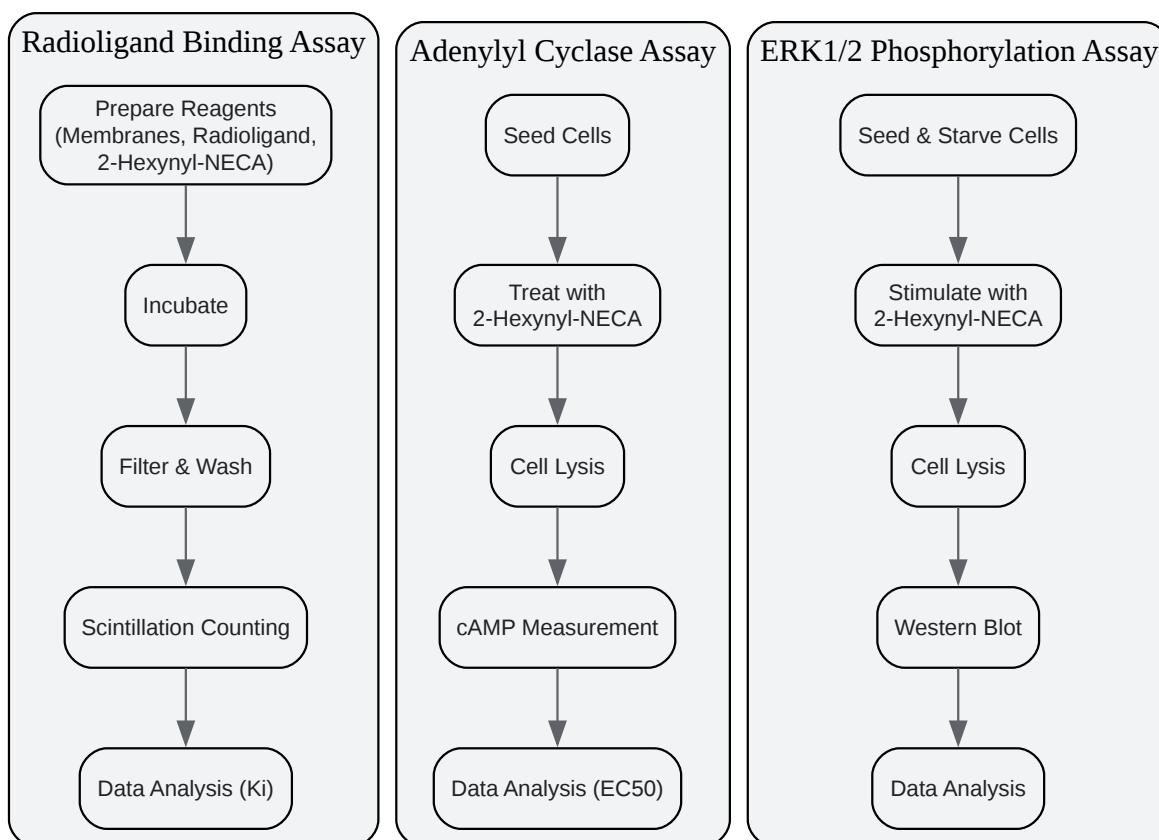 Radioligand Binding Assay
Prepare Reagents
(Membranes, Radioligand,
2-Hexynyl-NECA)
Incubate
Filter & Wash
Scintillation Counting
Data Analysis (Ki)
Adenylyl Cyclase Assay
Seed Cells
Treat with
2-Hexynyl-NECA
Cell Lysis
cAMP Measurement
Data Analysis (EC50)
ERK1/2 Phosphorylation Assay
Seed & Starve Cells
Stimulate with
2-Hexynyl-NECA
Cell Lysis
Western Blot
Data Analysis